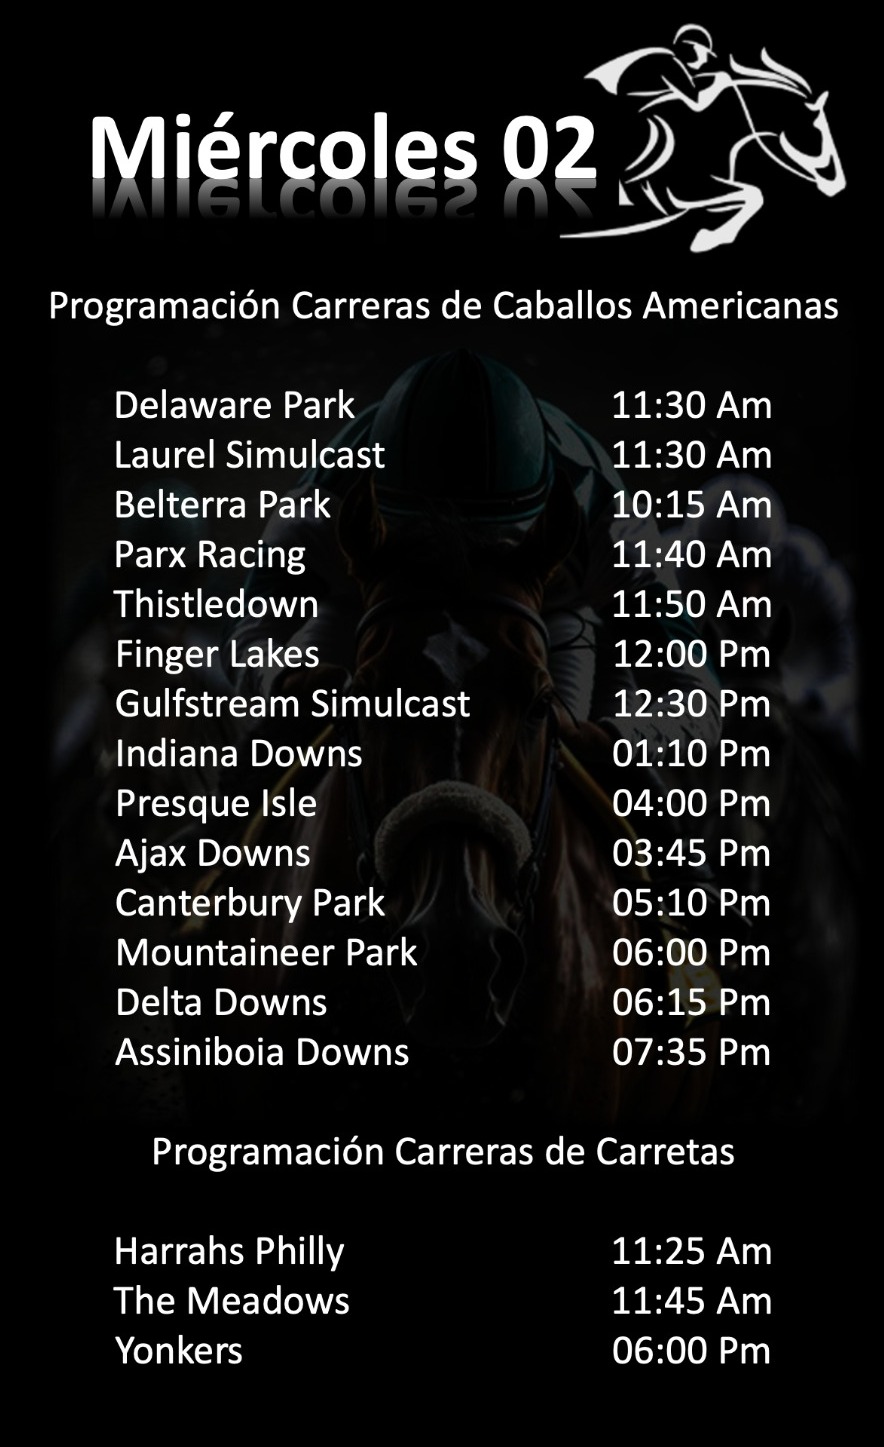 Miércoles 02
Programación Carreras de Caballos Americanas
Delaware Park 11:30 Am
Laurel Simulcast 11:30 Am
Belterra Park 10:15 Am
Parx Racing 11:40 Am
Thistledown 11:50 Am
Finger Lakes 12:00 Pm
Gulfstream Simulcast 12:30 Pm
Indiana Downs 01:10 Pm
Presque Isle 04:00 Pm
Ajax Downs 03:45 Pm
Canterbury Park 05:10 Pm
Mountaineer Park 06:00 Pm
Delta Downs 06:15 Pm
Assiniboia Downs 07:35 Pm
Programación Carreras de Carretas
Harrahs Philly 11:25 Am
The Meadows 11:45 Am
Yonkers 06:00 Pm